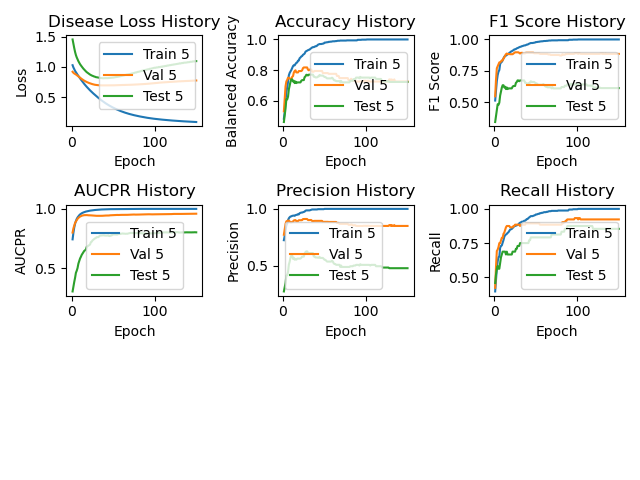 Disease Loss History
Loss
1.5
1.0
0.5
Train 5
Val 5
Test 5
0
100
Epoch
Accuracy History
Balanced Accuracy
1.0
0.8
0.6
Train 5
Val 5
Test 5
0
100
Epoch
F1 Score History
F1 Score
1.00
0.75
0.50
Train 5
Val 5
Test 5
0
100
Epoch
AUCPR History
AUCPR
1.0
0.5
Train 5
Val 5
Test 5
0
100
Epoch
Precision History
Precision
1.0
0.5
Train 5
Val 5
Test 5
0
100
Epoch
Recall History
Recall
1.00
0.75
0.50
Train 5
Val 5
Test 5
0
100
Epoch